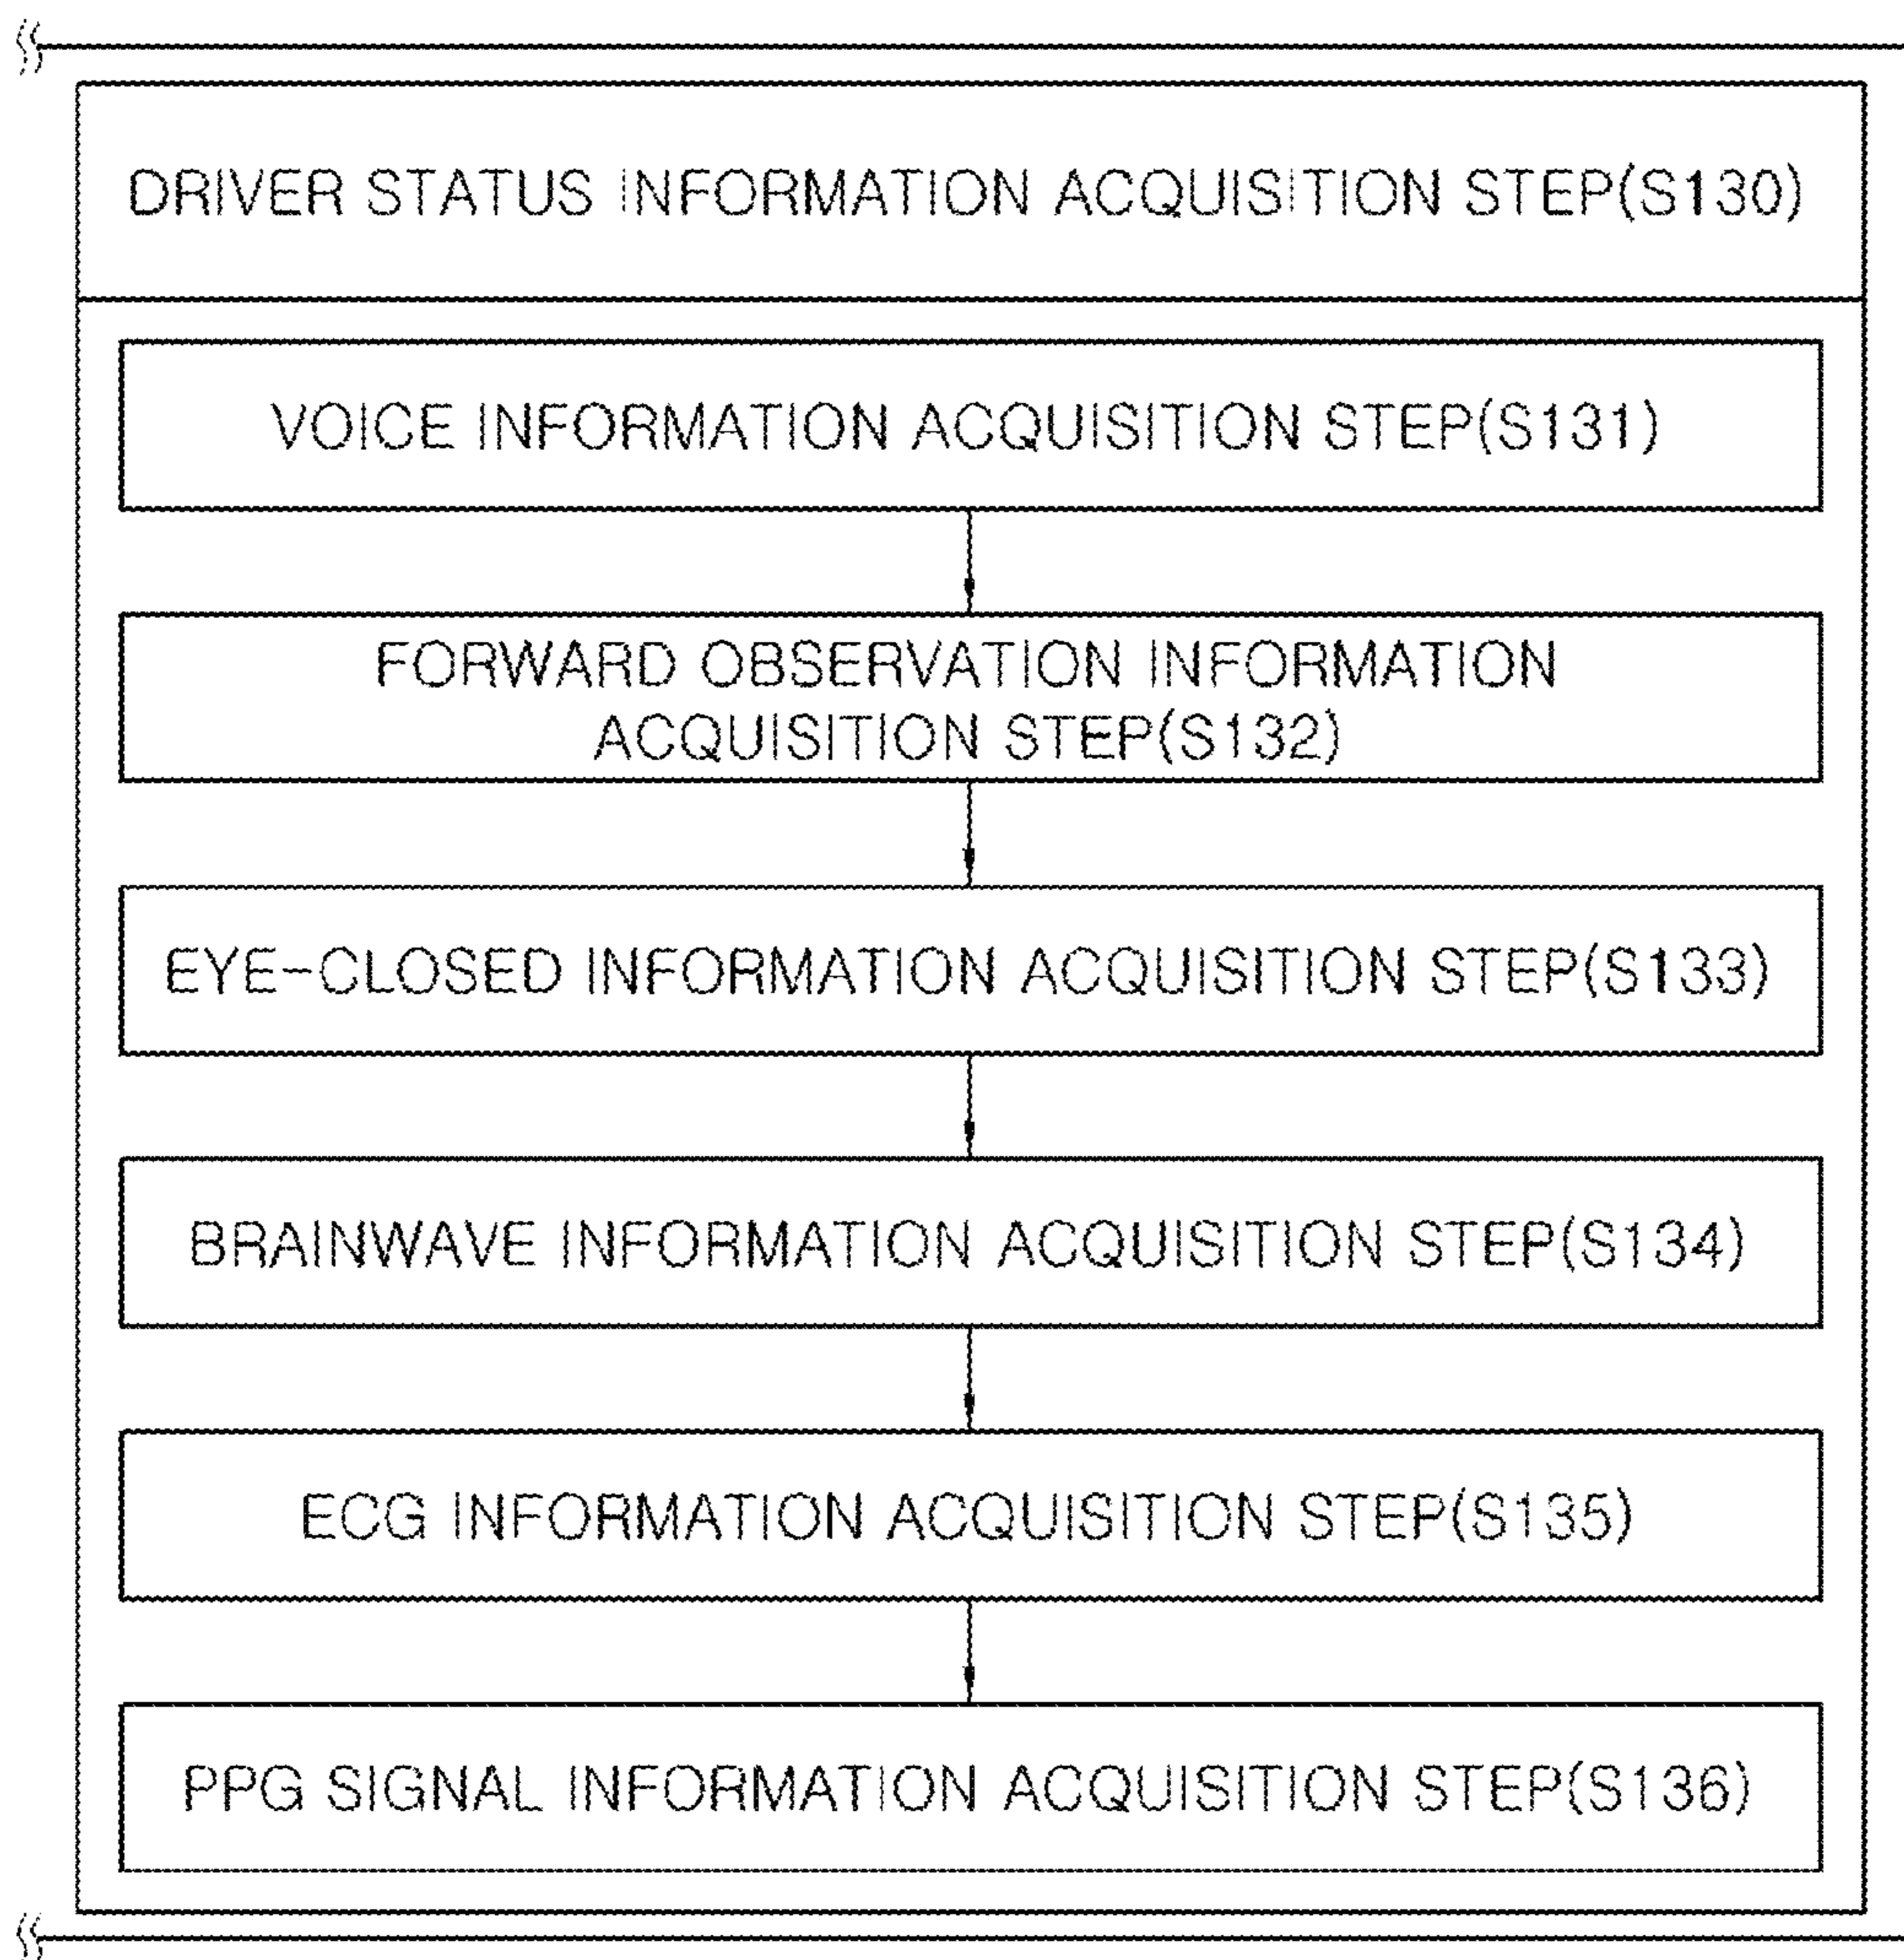 DRIVER STATUS INFORMATION ACQUISITION STEP(S130)
VOICE INFORMATION ACQUISITION STEP(S131)
FORWARD OBSERVATION INFORMATION
ACQUISITION STEP(S132)
EYE-CLOSED INFORMATION ACQUISITION STEP(S133)
BRAINWAVE INFORMATION ACQUISITION STEP(S134)
ECG INFORMATION ACQUISITION STEP(S135)
PPG SIGNAL INFORMATION ACQUISITION STEP(S136)